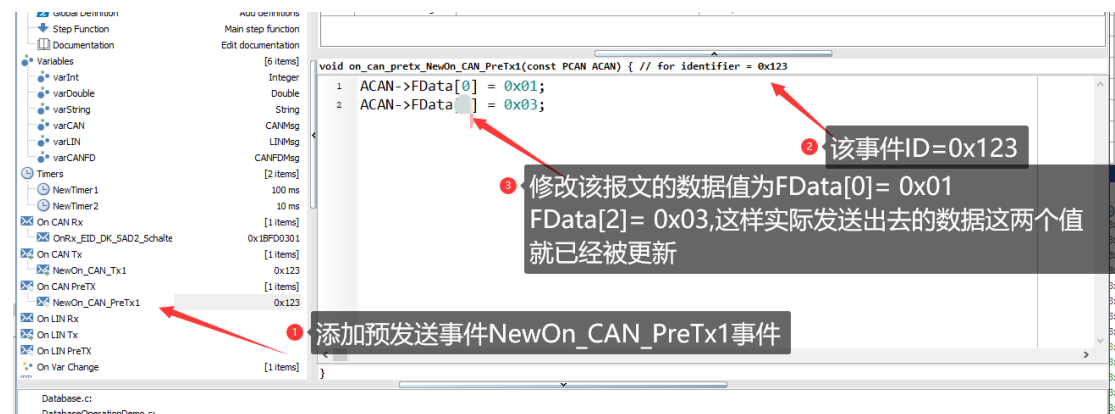 Global Definition Add definitions
Step Function Main step function
Documentation Edit documentation
Variables [6 items]
varInt Integer
varDouble Double
varString String
varCAN CANMsg
varLIN LINMsg
varCANFD CANFDMsg
Timers [2 items]
NewTimer1 100 ms
NewTimer2 10 ms
On CAN Rx [1 items]
OnRx_EID_DK_SAD2_Schalte 0x1BFD0301
On CAN Tx [1 items]
NewOn_CAN_Tx1 0x123
On CAN PreTX [1 items]
NewOn_CAN_PreTx1 0x123
On LIN Rx
On LIN Tx
On LIN PreTX
On Var Change [1 items]
void on_can_pretx_NewOn_CAN_PreTx1(const PCAN ACAN) { // for identifier = 0x123
1 ACAN->FData[0] = 0x01;
2 ACAN->FData[ ] = 0x03;
2 该事件ID=0x123
3 修改该报文的数据值为FData[0]= 0x01
FData[2]= 0x03,这样实际发送出去的数据这两个值
就已经被更新
1 添加预发送事件NewOn_CAN_PreTx1事件
}
Database.c:
DatabaseOperationDemo.c: